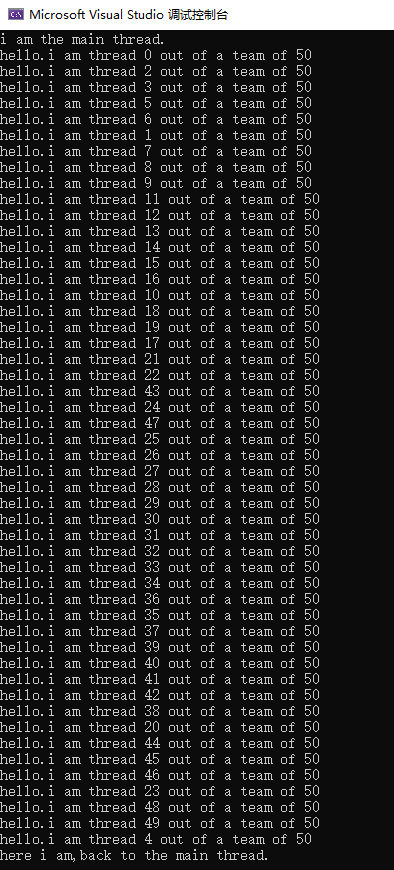 Microsoft Visual Studio 调试控制台
i am the main thread.
hello.i am thread 0 out of a team of 50
hello.i am thread 2 out of a team of 50
hello.i am thread 3 out of a team of 50
hello.i am thread 5 out of a team of 50
hello.i am thread 6 out of a team of 50
hello.i am thread 1 out of a team of 50
hello.i am thread 7 out of a team of 50
hello.i am thread 8 out of a team of 50
hello.i am thread 9 out of a team of 50
hello.i am thread 11 out of a team of 50
hello.i am thread 12 out of a team of 50
hello.i am thread 13 out of a team of 50
hello.i am thread 14 out of a team of 50
hello.i am thread 15 out of a team of 50
hello.i am thread 16 out of a team of 50
hello.i am thread 10 out of a team of 50
hello.i am thread 18 out of a team of 50
hello.i am thread 19 out of a team of 50
hello.i am thread 17 out of a team of 50
hello.i am thread 21 out of a team of 50
hello.i am thread 22 out of a team of 50
hello.i am thread 43 out of a team of 50
hello.i am thread 24 out of a team of 50
hello.i am thread 47 out of a team of 50
hello.i am thread 25 out of a team of 50
hello.i am thread 26 out of a team of 50
hello.i am thread 27 out of a team of 50
hello.i am thread 28 out of a team of 50
hello.i am thread 29 out of a team of 50
hello.i am thread 30 out of a team of 50
hello.i am thread 31 out of a team of 50
hello.i am thread 32 out of a team of 50
hello.i am thread 33 out of a team of 50
hello.i am thread 34 out of a team of 50
hello.i am thread 36 out of a team of 50
hello.i am thread 35 out of a team of 50
hello.i am thread 37 out of a team of 50
hello.i am thread 39 out of a team of 50
hello.i am thread 40 out of a team of 50
hello.i am thread 41 out of a team of 50
hello.i am thread 42 out of a team of 50
hello.i am thread 38 out of a team of 50
hello.i am thread 20 out of a team of 50
hello.i am thread 44 out of a team of 50
hello.i am thread 45 out of a team of 50
hello.i am thread 46 out of a team of 50
hello.i am thread 23 out of a team of 50
hello.i am thread 48 out of a team of 50
hello.i am thread 49 out of a team of 50
hello.i am thread 4 out of a team of 50
here i am,back to the main thread.